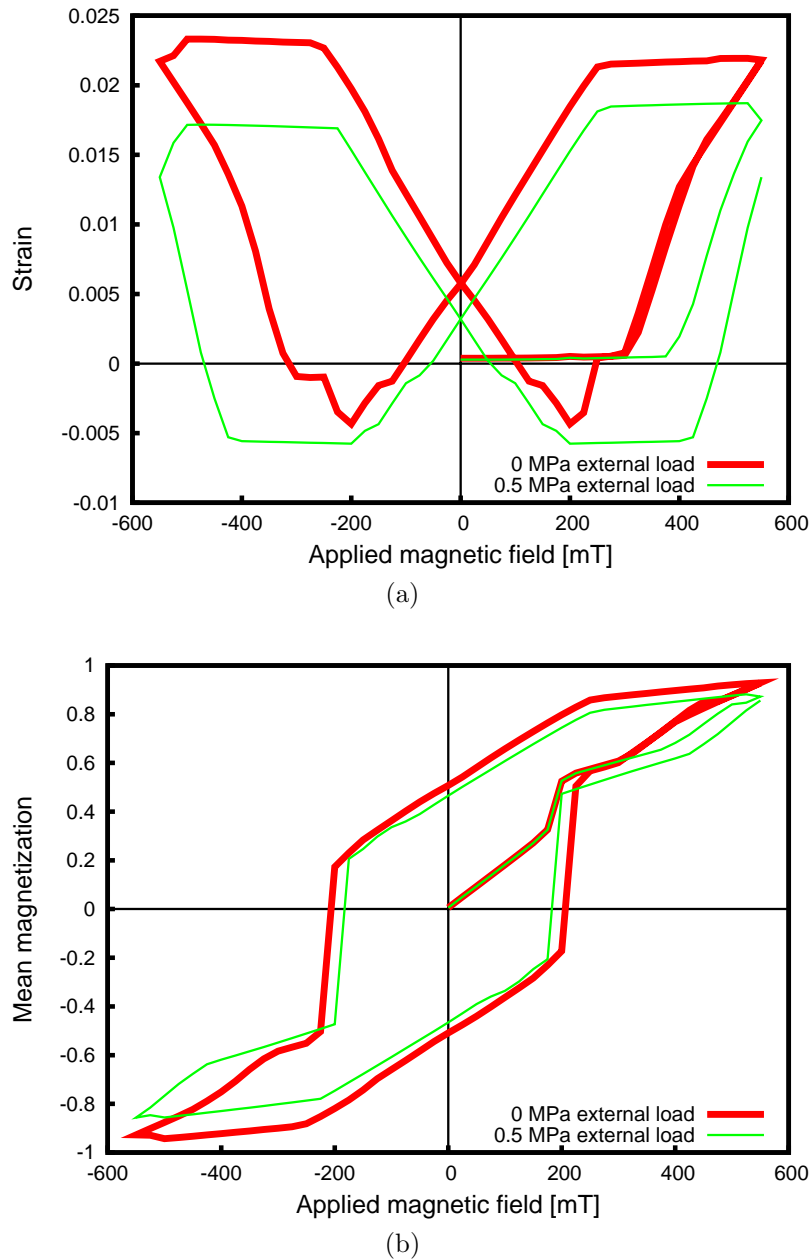 0.025
0.02
0.015
0.01
0.005
0
-0.005
-0.01
Strain
-600 -400 -200 0 200 400 600
Applied magnetic field [mT]
0 MPa external load
0.5 MPa external load
(a)
1
0.8
0.6
0.4
0.2
0
-0.2
-0.4
-0.6
-0.8
-1
Mean magnetization
-600 -400 -200 0 200 400 600
Applied magnetic field [mT]
0 MPa external load
0.5 MPa external load
(b)